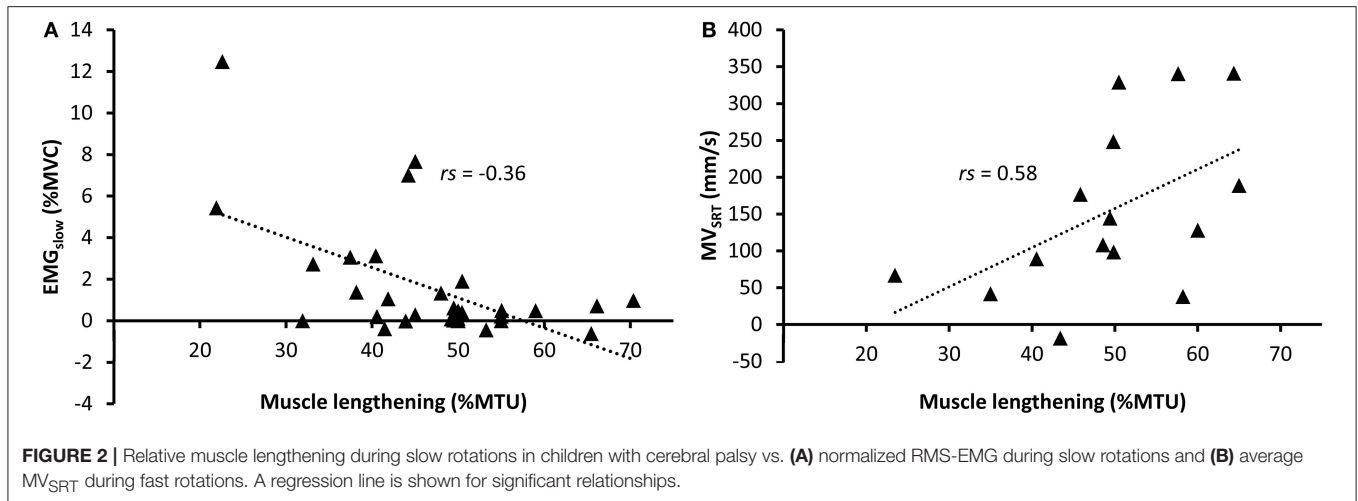 A
14
12
10
8
6
4
2
0
-2
-4
EMGslow (%MVC)
rs = -0.36
20 30 40 50 60 70
Muscle lengthening (%MTU)
B
400
350
300
250
200
150
100
50
0
-50
MVSRT (mm/s)
rs = 0.58
20 30 40 50 60 70
Muscle lengthening (%MTU)
FIGURE 2 | Relative muscle lengthening during slow rotations in children with cerebral palsy vs. (A) normalized RMS-EMG during slow rotations and (B) average
MVSRT during fast rotations. A regression line is shown for significant relationships.